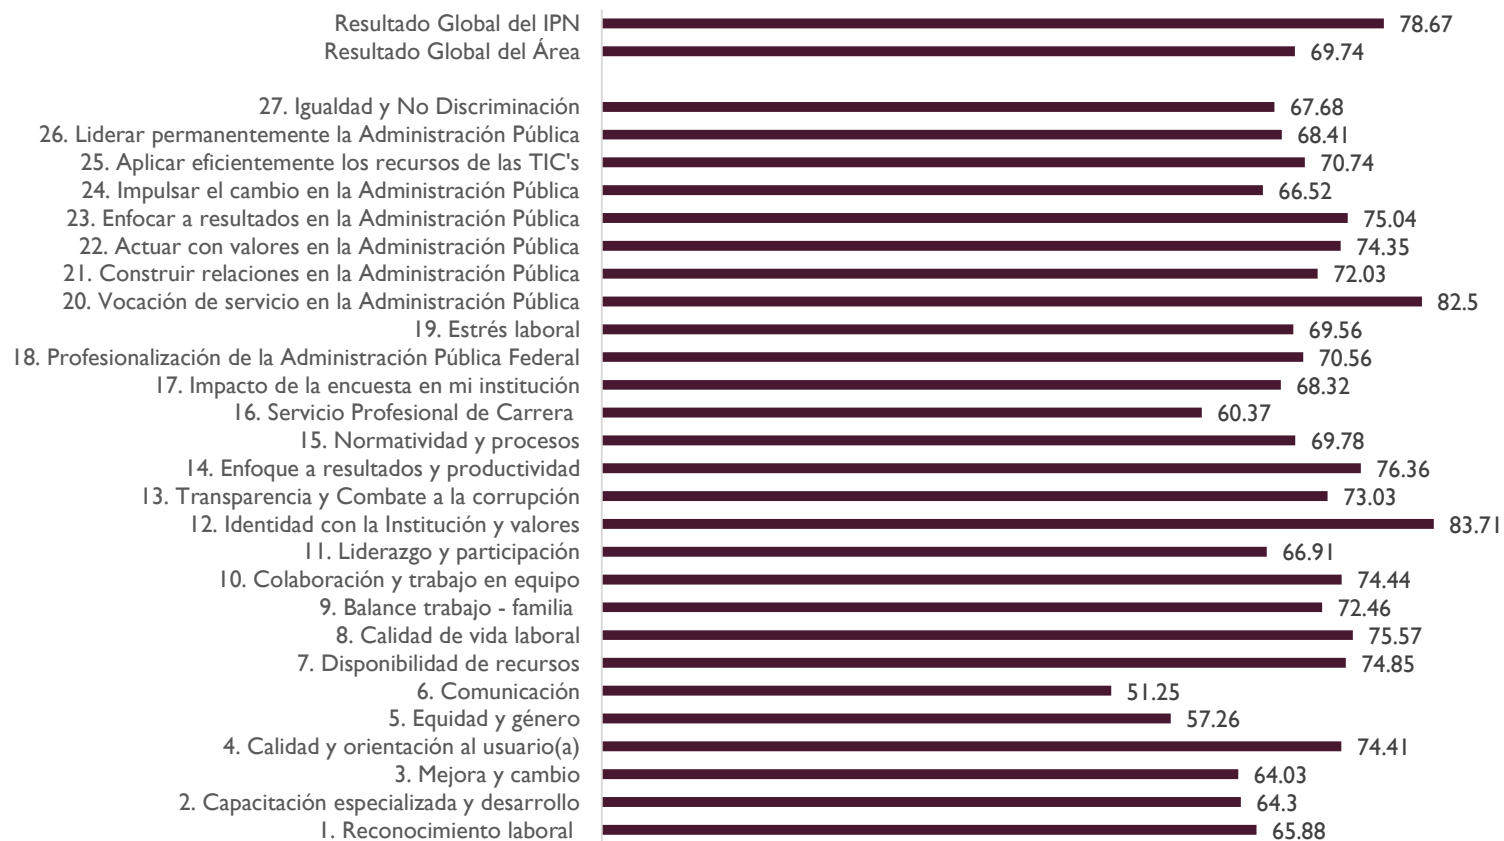 Resultado Global del IPN 78.67
Resultado Global del Área 69.74
27. Igualdad y No Discriminación 67.68
26. Liderar permanentemente la Administración Pública 68.41
25. Aplicar eficientemente los recursos de las TIC's 70.74
24. Impulsar el cambio en la Administración Pública 66.52
23. Enfocar a resultados en la Administración Pública 75.04
22. Actuar con valores en la Administración Pública 74.35
21. Construir relaciones en la Administración Pública 72.03
20. Vocación de servicio en la Administración Pública 82.5
19. Estrés laboral 69.56
18. Profesionalización de la Administración Pública Federal 70.56
17. Impacto de la encuesta en mi institución 68.32
16. Servicio Profesional de Carrera 60.37
15. Normatividad y procesos 69.78
14. Enfoque a resultados y productividad 76.36
13. Transparencia y Combate a la corrupción 73.03
12. Identidad con la Institución y valores 83.71
11. Liderazgo y participación 66.91
10. Colaboración y trabajo en equipo 74.44
9. Balance trabajo - familia 72.46
8. Calidad de vida laboral 75.57
7. Disponibilidad de recursos 74.85
6. Comunicación 51.25
5. Equidad y género 57.26
4. Calidad y orientación al usuario(a) 74.41
3. Mejora y cambio 64.03
2. Capacitación especializada y desarrollo 64.3
1. Reconocimiento laboral 65.88